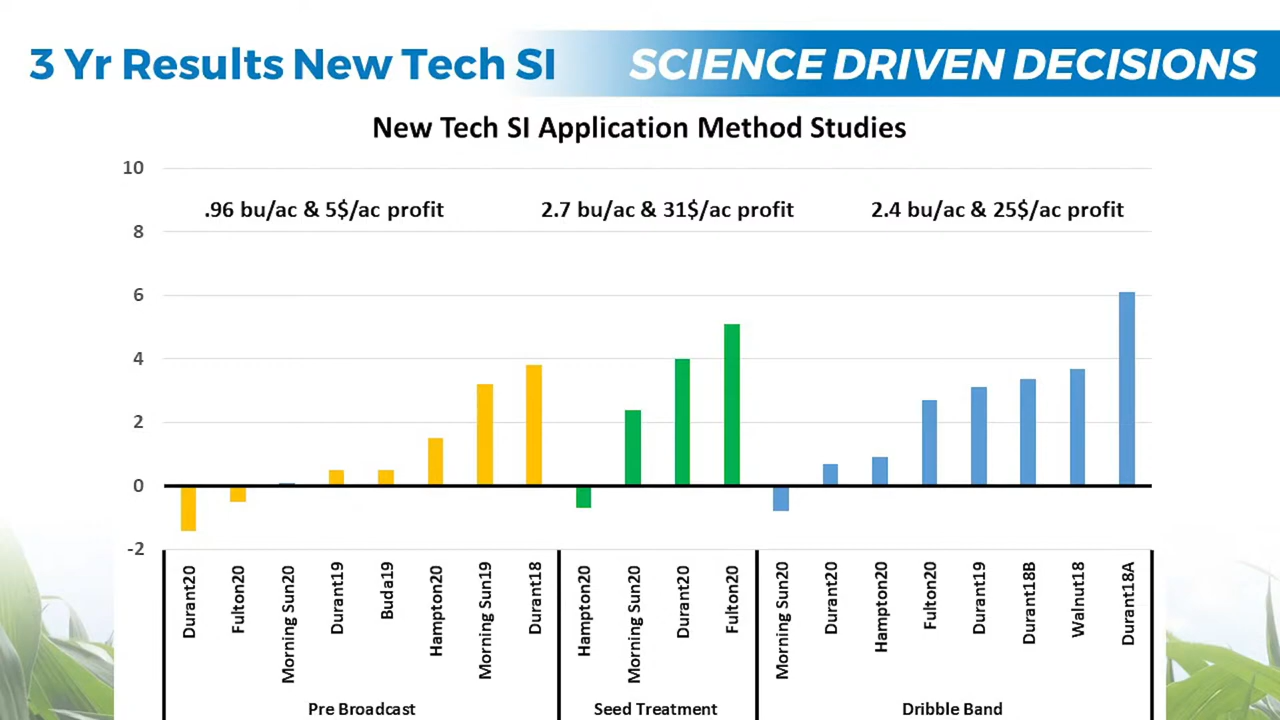 3 Yr Results New Tech SI
SCIENCE DRIVEN DECISIONS
New Tech SI Application Method Studies
10
8
6
4
2
0
-2
.96 bu/ac & 5$/ac profit
2.7 bu/ac & 31$/ac profit
2.4 bu/ac & 25$/ac profit
Durant20
Fulton20
Morning Sun20
Durant19
Buda19
Hampton20
Morning Sun19
Durant18
Hampton20
Morning Sun20
Durant20
Fulton20
Morning Sun20
Durant20
Hampton20
Fulton20
Durant19
Durant18B
Walnut18
Durant18A
Pre Broadcast
Seed Treatment
Dribble Band